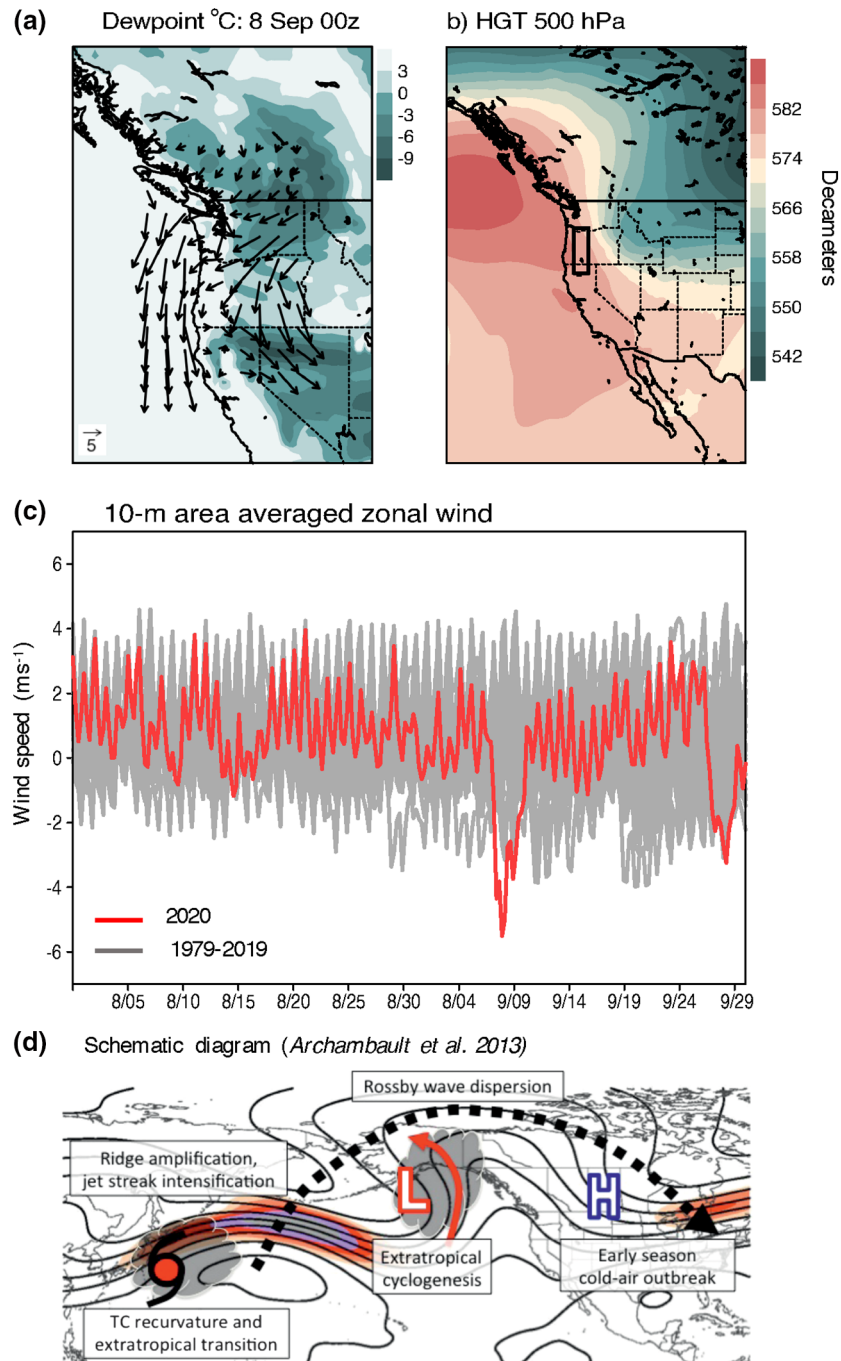 (a)
Dewpoint °C: 8 Sep 00z
3
0
-3
-6
-9
5
b) HGT 500 hPa
582
574
566
558
550
542
Decameters
(c)
10-m area averaged zonal wind
Wind speed (ms⁻¹)
6
4
2
0
-2
-4
-6
2020
1979-2019
8/05 8/10 8/15 8/20 8/25 8/30 8/04 9/09 9/14 9/19 9/24 9/29
(d)
Schematic diagram (Archambault et al. 2013)
Rossby wave dispersion
Ridge amplification,
jet streak intensification
L
H
Extratropical
cyclogenesis
Early season
cold-air outbreak
TC recurvature and
extratropical transition